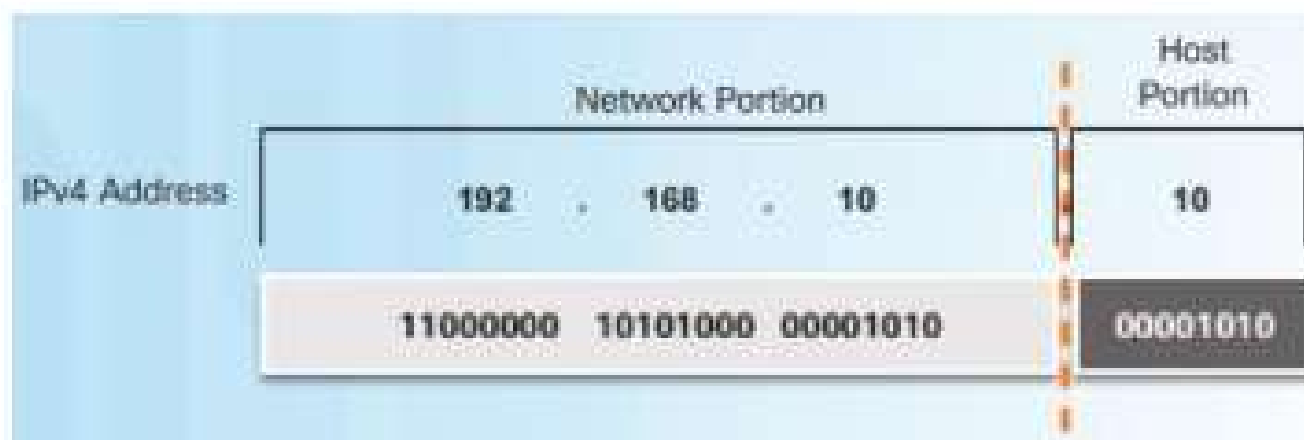 Network Portion
Host
Portion
IPv4 Address
192 . 168 . 10
10
11000000 10101000 00001010
00001010